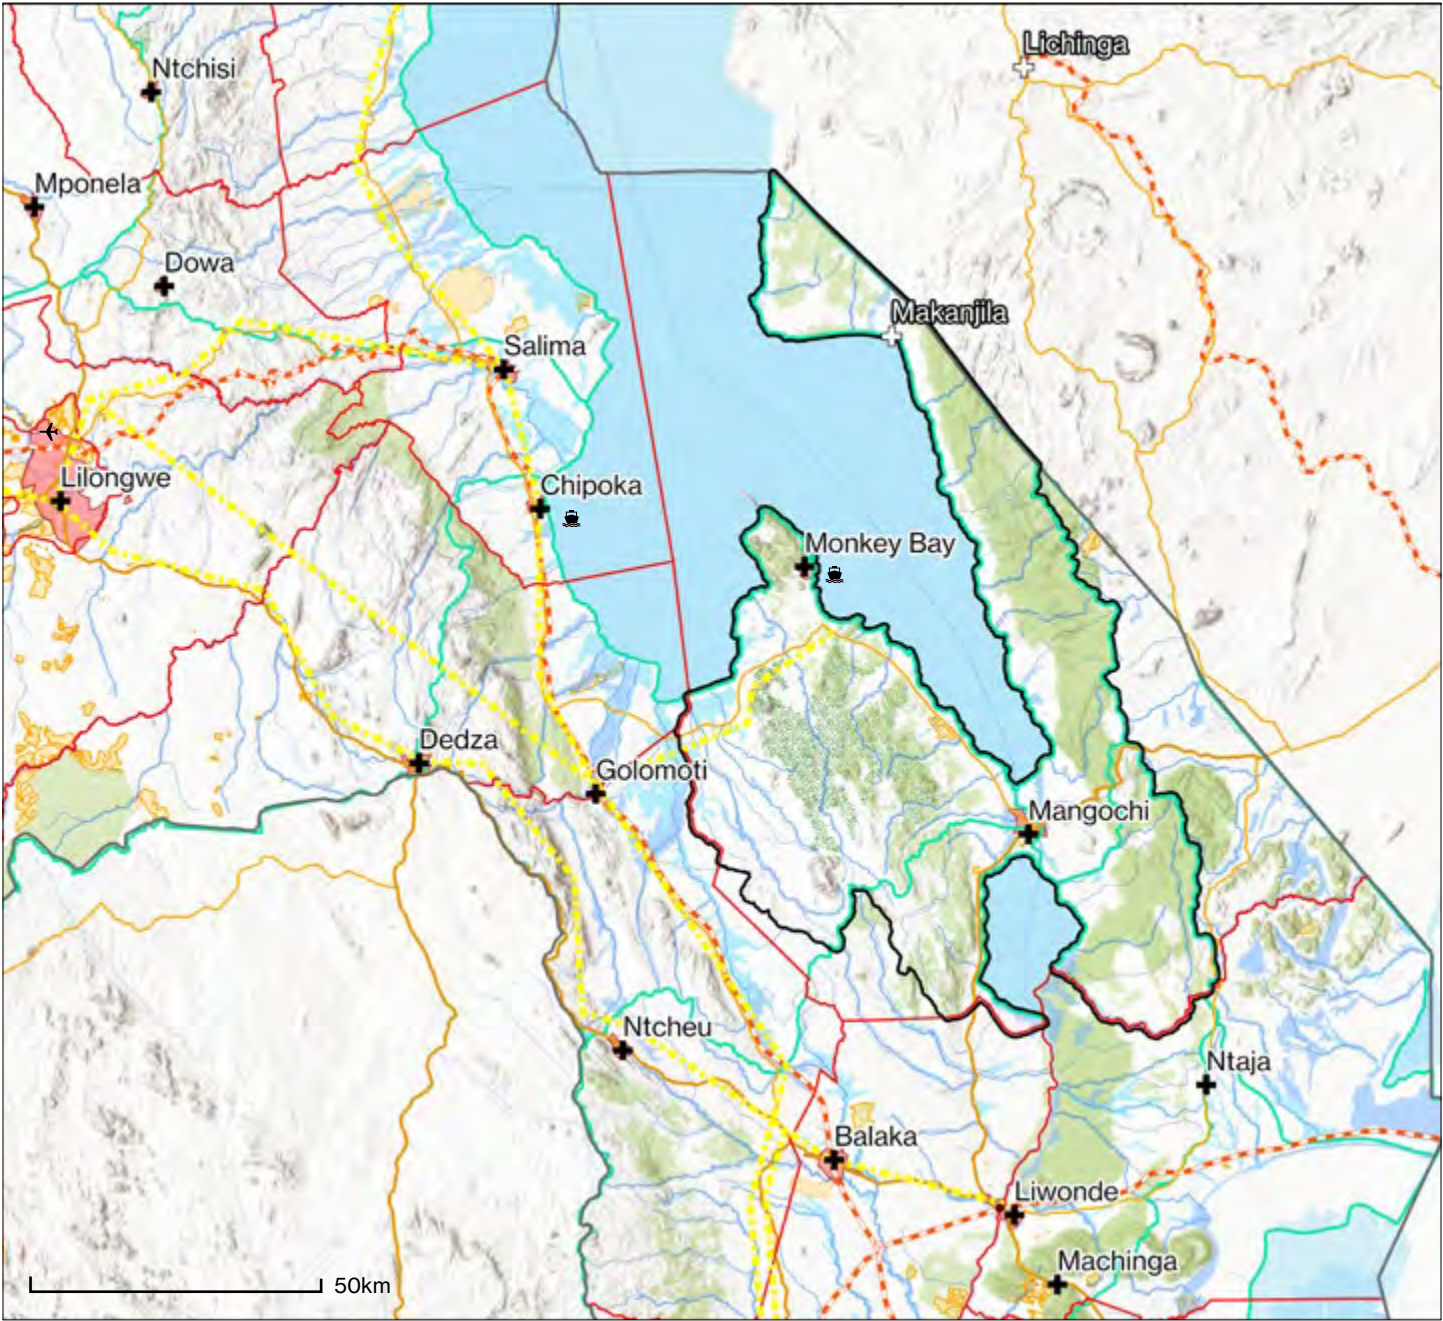 Lichinga
Ntchisi
Mponela
Dowa
Makanjila
Salima
Lilongwe
Chipoka
Monkey Bay
Dedza
Golomoti
Mangochi
Ntcheu
Ntaja
Balaka
Liwonde
Machinga
50km